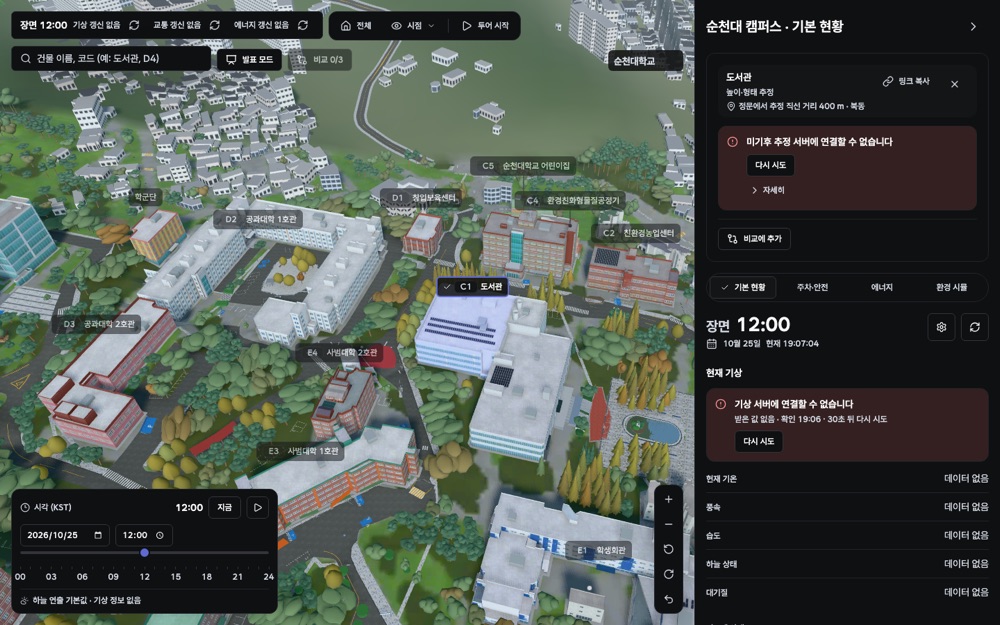 장면 12:00 기상 갱신 없음 교통 갱신 없음 에너지 갱신 없음
전체 시점 투어 시작
건물 이름, 코드 (예: 도서관, D4)
발표 모드
비교 0/3
순천대학교
C5 순천대학교 어린이집
학군단
D1 창업보육센터
C4 환경친화형물질공정기
D2 공과대학 1호관
C2 친환경농업센터
C1 도서관
D3 공과대학 2호관
E4 사범대학 2호관
E3 사범대학 1호관
E1 학생회관
시각 (KST) 12:00 지금
2026/10/25 12:00
00 03 06 09 12 15 18 21 24
하늘 연출 기본값 · 기상 정보 없음
순천대 캠퍼스 · 기본 현황
도서관
링크 복사
높이·형태 추정
정문에서 추정 직선 거리 400 m · 북동
미기후 추정 서버에 연결할 수 없습니다
다시 시도
자세히
비교에 추가
기본 현황 주차·안전 에너지 환경 시뮬
장면 12:00
10월 25일 현재 19:07:04
현재 기상
기상 서버에 연결할 수 없습니다
받은 값 없음 · 확인 19:06 · 30초 뒤 다시 시도
다시 시도
현재 기온 데이터 없음
풍속 데이터 없음
습도 데이터 없음
하늘 상태 데이터 없음
대기질 데이터 없음